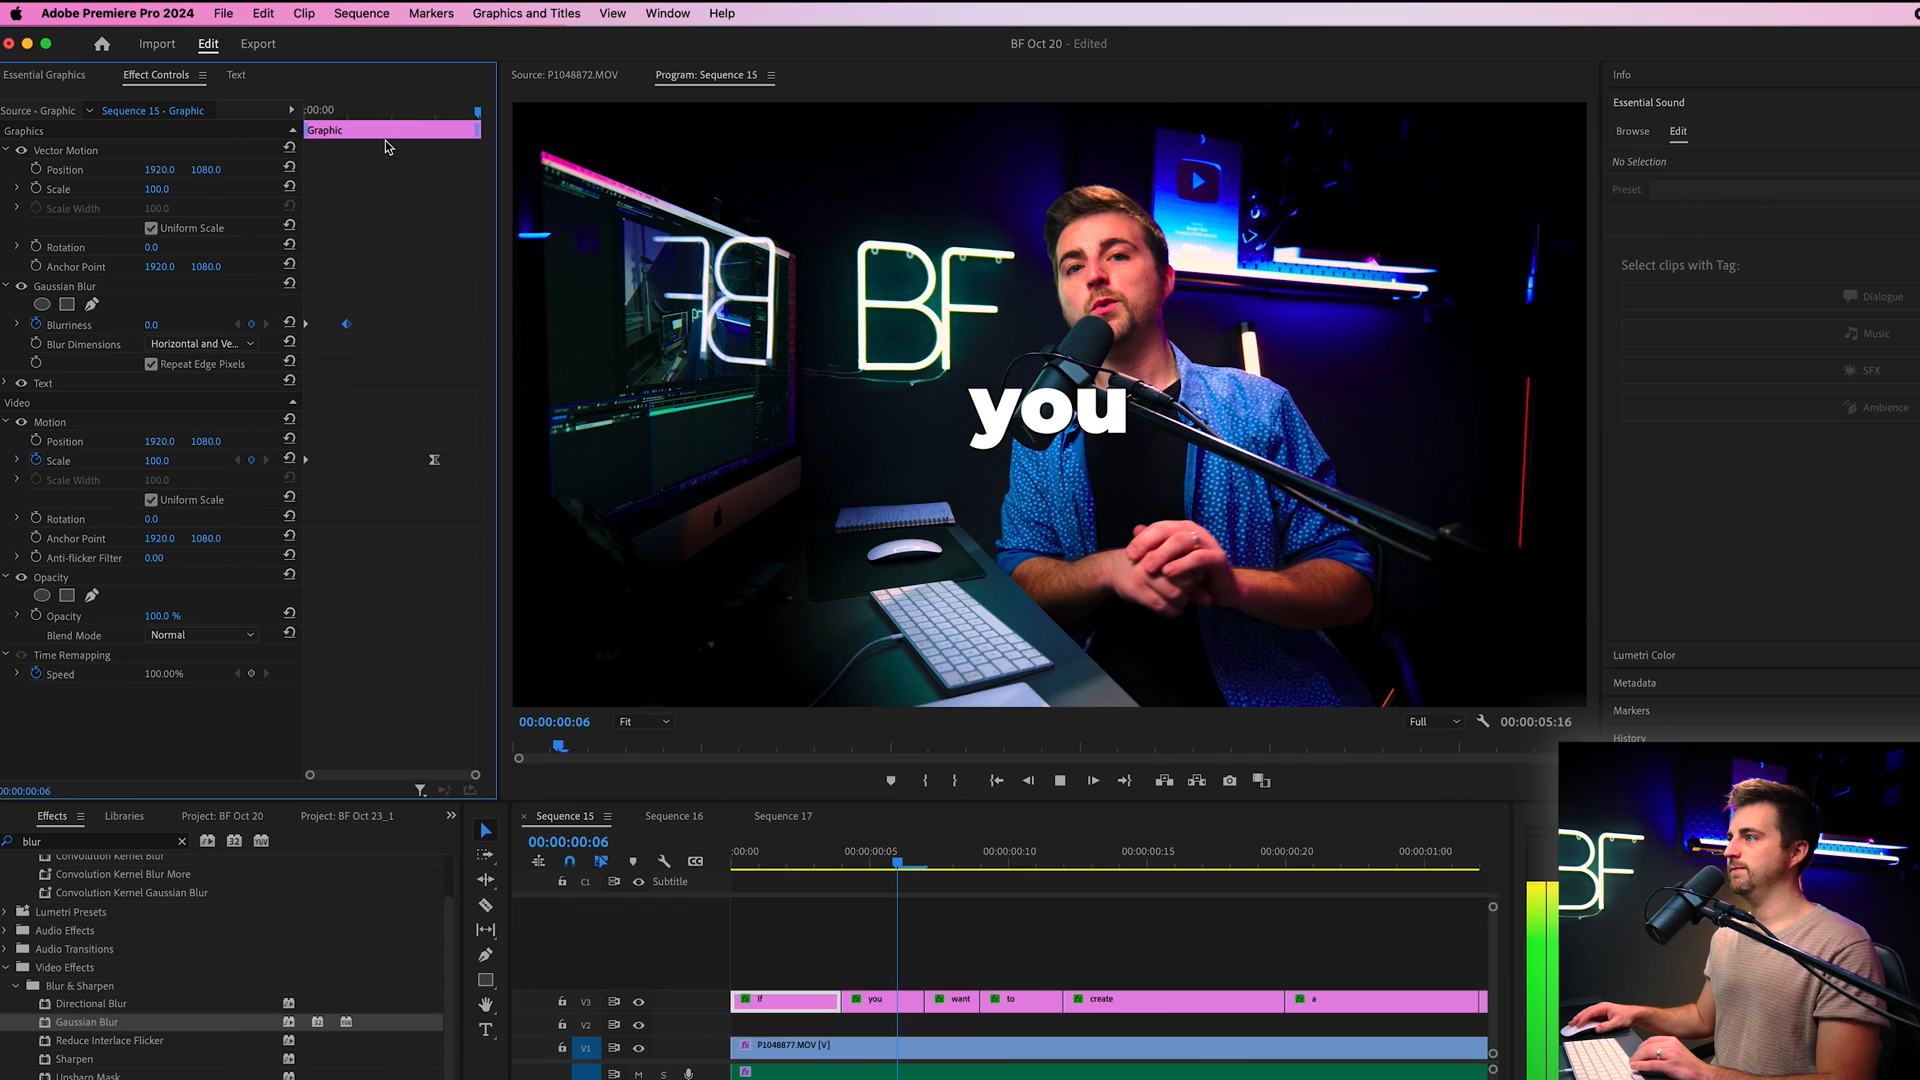 Adobe Premiere Pro 2024 File Edit Clip Sequence Markers Graphics and Titles View Window Help
Import Edit Export
BF Oct 20 - Edited
Essential Graphics Effect Controls Text
Source · Graphic Sequence 15 · Graphic
:00:00
Graphics
Graphic
Vector Motion
Position 1920.0 1080.0
Scale 100.0
Scale Width 100.0
Uniform Scale
Rotation 0.0
Anchor Point 1920.0 1080.0
Gaussian Blur
Blurriness 0.0
Blur Dimensions Horizontal and Ve...
Repeat Edge Pixels
Text
Video
Motion
Position 1920.0 1080.0
Scale 100.0
Scale Width 100.0
Uniform Scale
Rotation 0.0
Anchor Point 1920.0 1080.0
Anti-flicker Filter 0.00
Opacity
Opacity 100.0 %
Blend Mode Normal
Time Remapping
Speed 100.00%
00:00:00:06
Source: P1048872.MOV Program: Sequence 15
BF
BF
you
00:00:00:06 Fit Full 00:00:05:16
Info
Essential Sound
Browse Edit
No Selection
Preset:
Select clips with Tag:
Dialogue
Music
SFX
Ambience
Lumetri Color
Metadata
Markers
History
Effects Libraries Project: BF Oct 20 Project: BF Oct 23_1
blur
Convolution Kernel Blur
Convolution Kernel Blur More
Convolution Kernel Gaussian Blur
Lumetri Presets
Audio Effects
Audio Transitions
Video Effects
Blur & Sharpen
Directional Blur
Gaussian Blur
Reduce Interlace Flicker
Sharpen
Unsharp Mask
Sequence 15 Sequence 16 Sequence 17
00:00:00:06
:00:00 00:00:00:05 00:00:00:10 00:00:00:15 00:00:00:20 00:00:01:00
C1 Subtitle
V3 If you want to create a
V2
V1 P1048877.MOV [V]
M S
BF